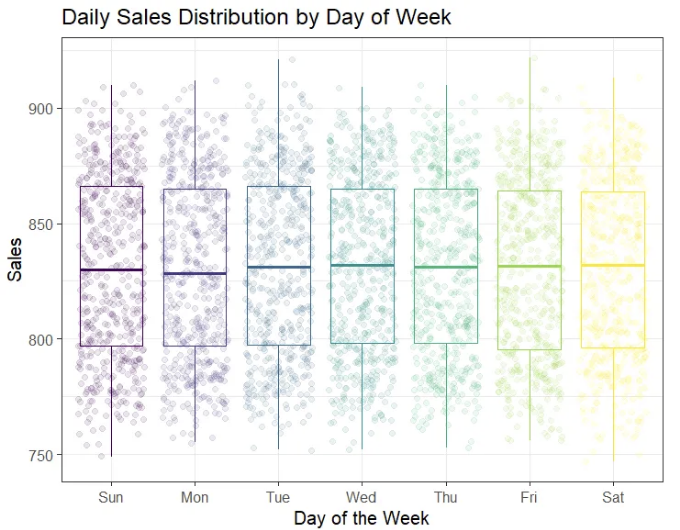 Daily Sales Distribution by Day of Week
900
850
800
750
Sales
Sun Mon Tue Wed Thu Fri Sat
Day of the Week